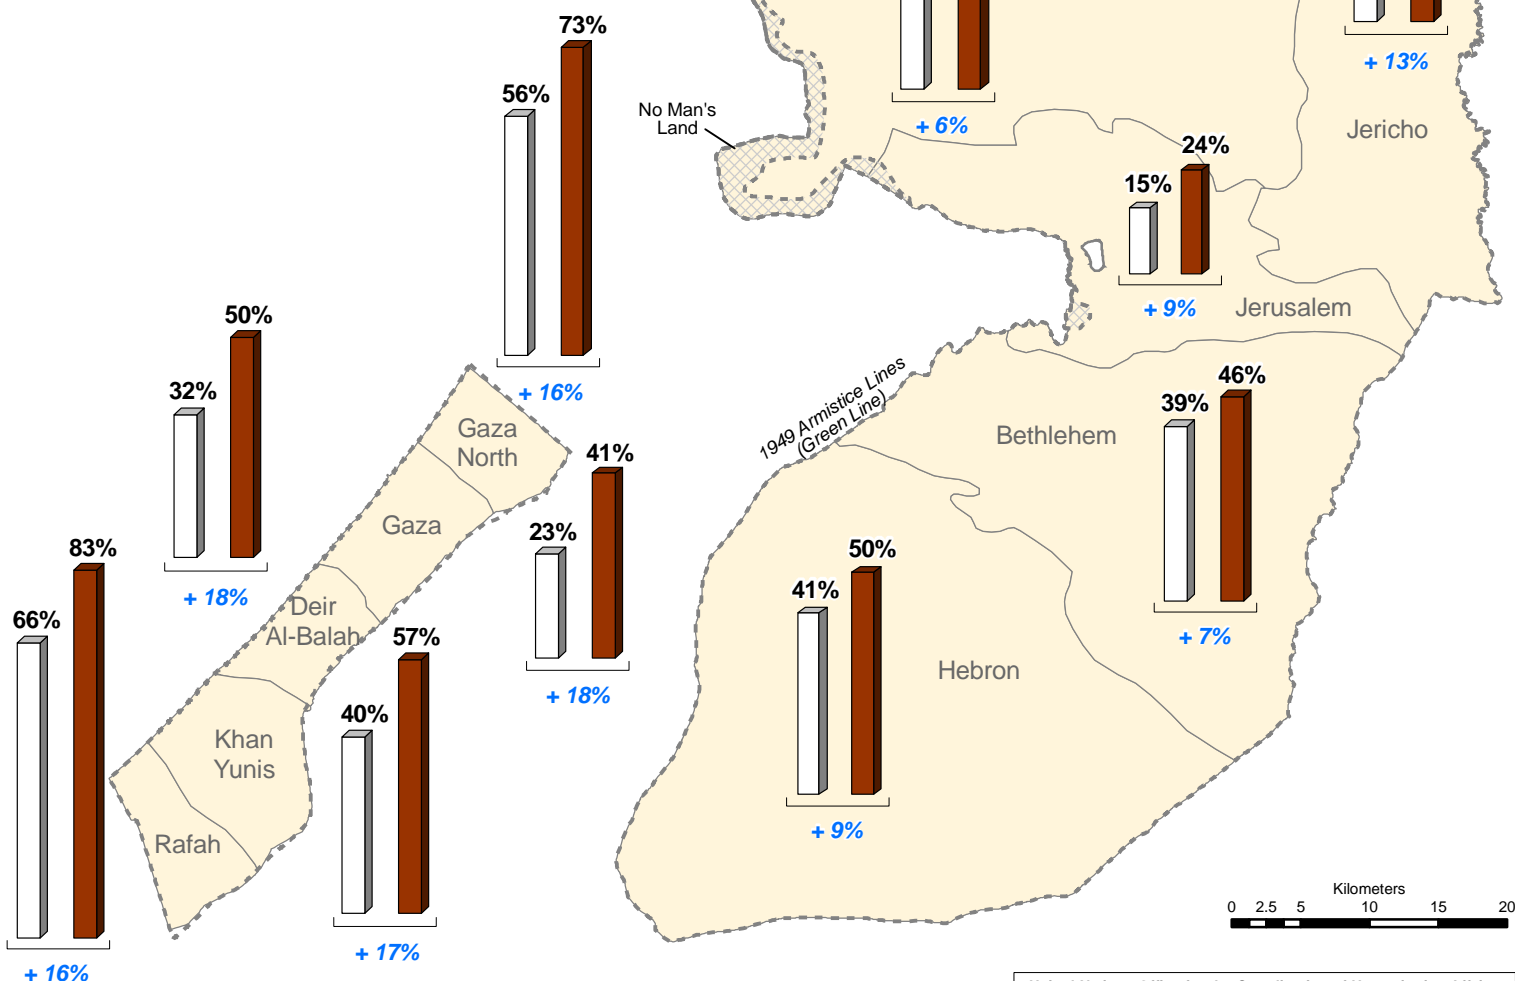 73%
56%
+ 16%
No Man's
Land
+ 6%
+ 13%
Jericho
24%
15%
+ 9%
Jerusalem
50%
32%
+ 18%
1949 Armistice Lines
(Green Line)
Gaza
North
46%
39%
Bethlehem
+ 7%
41%
23%
+ 18%
Gaza
83%
66%
+ 16%
50%
41%
+ 9%
Deir
Al-Balah
57%
40%
+ 17%
Hebron
Khan
Yunis
Rafah
Kilometers
0 2.5 5 10 15 20